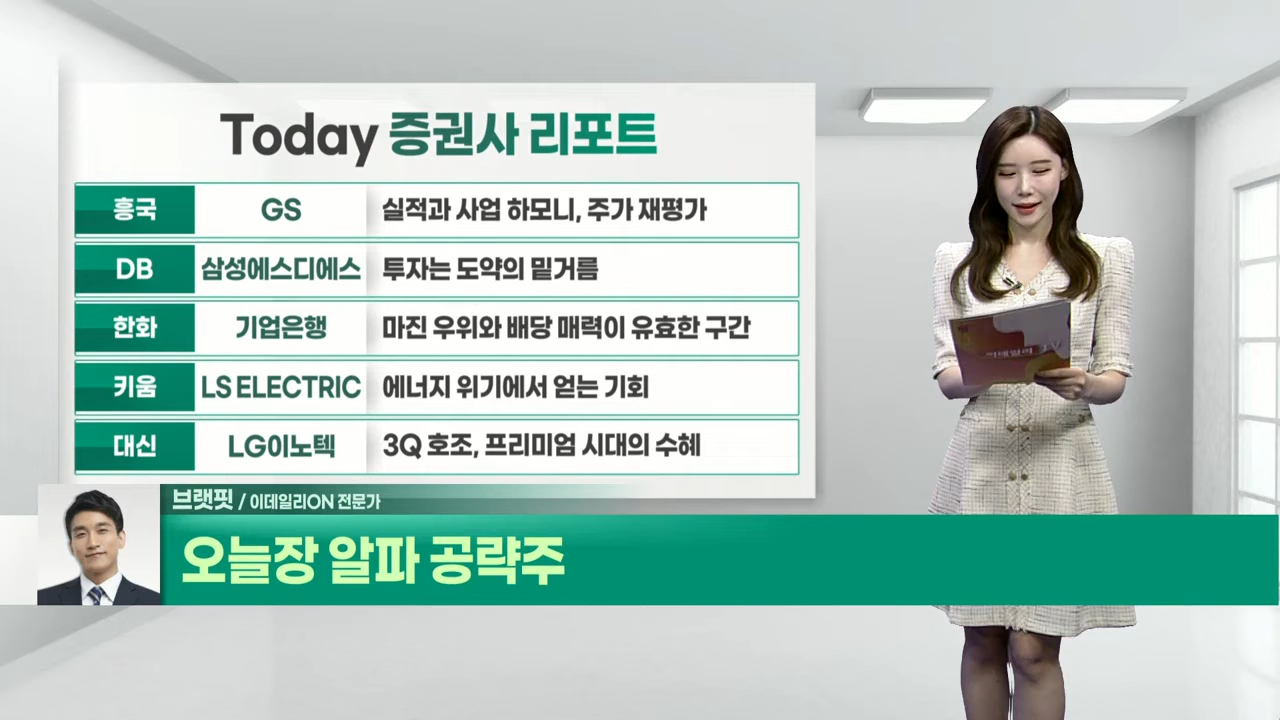 Today 증권사 리포트
흥국 GS 실적과 사업 하모니, 주가 재평가
DB 삼성에스디에스 투자는 도약의 밑거름
한화 기업은행 마진 우위와 배당 매력이 유효한 구간
키움 LS ELECTRIC 에너지 위기에서 얻는 기회
대신 LG이노텍 3Q 호조, 프리미엄 시대의 수혜
브랫핏 / 이데일리ON 전문가
오늘장 알파 공략주